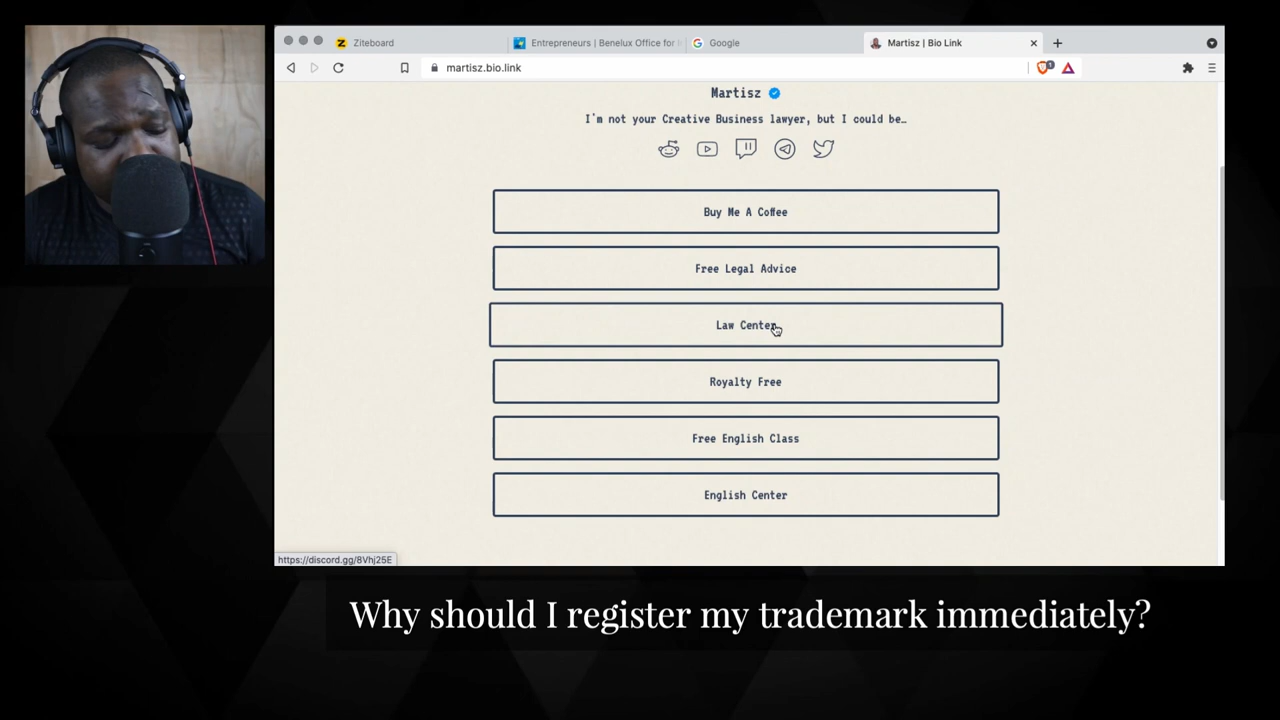 Ziteboard
Entrepreneurs | Benelux Office for
Google
Martisz | Bio Link
martisz.bio.link
1
Martisz
I'm not your Creative Business lawyer, but I could be…
Buy Me A Coffee
Free Legal Advice
Law Center
Royalty Free
Free English Class
English Center
https://discord.gg/8Vhj25E
Why should I register my trademark immediately?